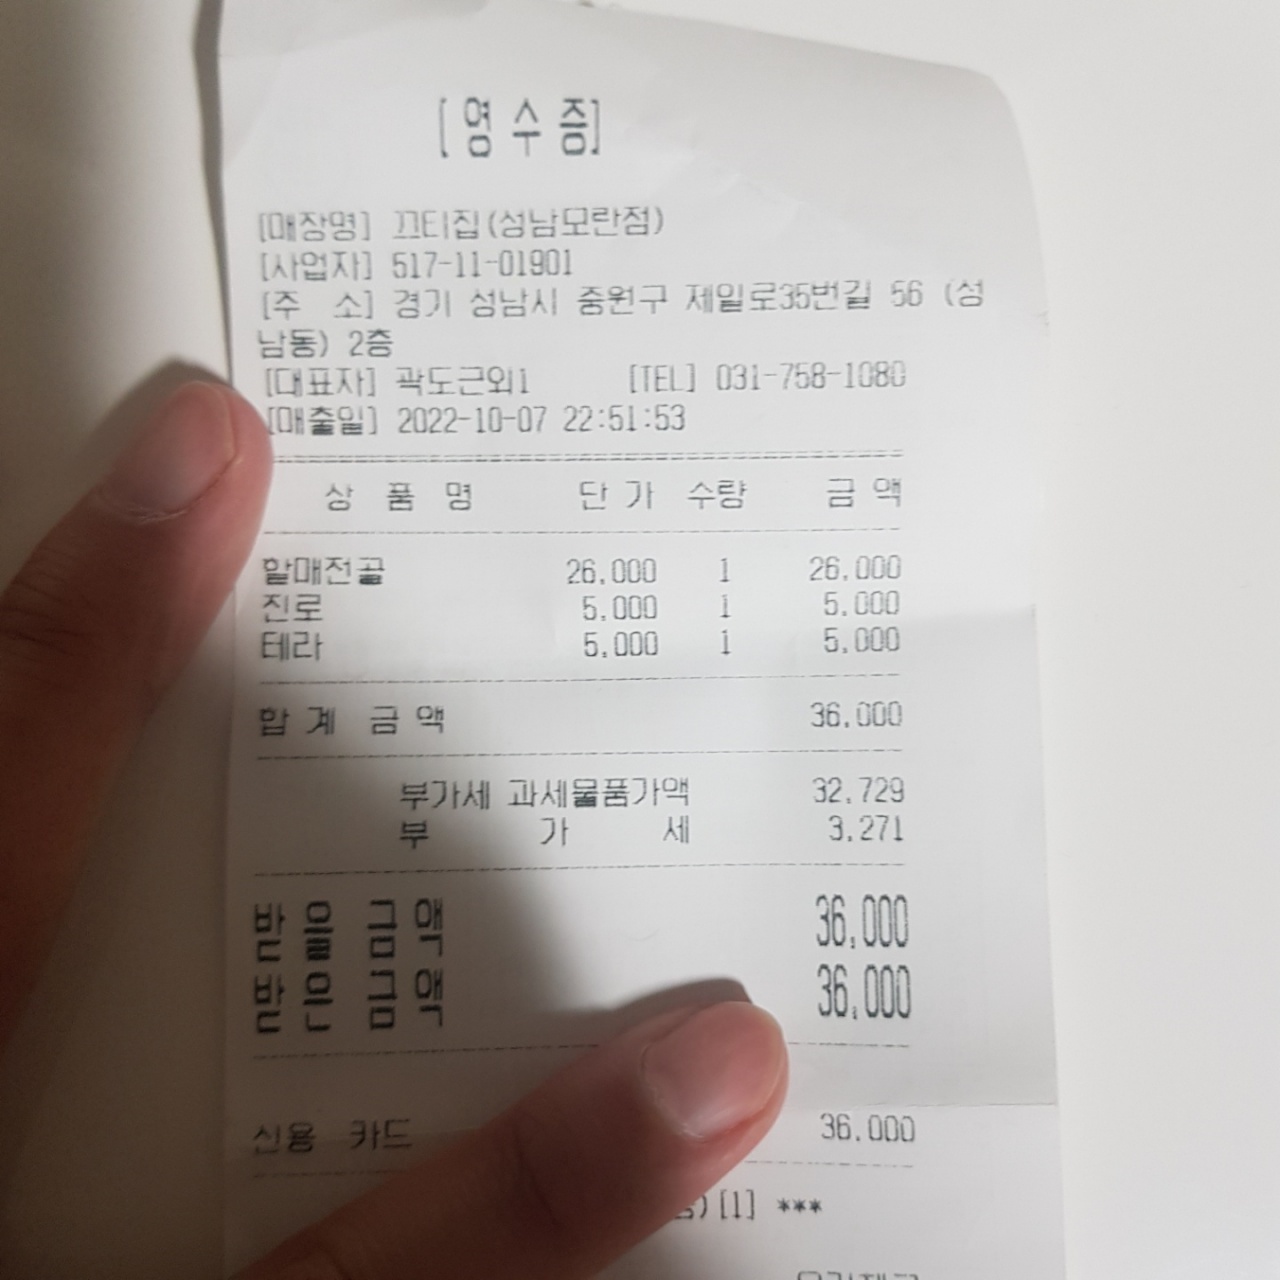 [영수증]
[매장명] 끄티집(성남모란점)
[사업자] 517-11-01901
[주 소] 경기 성남시 중원구 제일로35번길 56 (성
남동) 2층
[대표자] 곽도근외1 [TEL] 031-758-1080
[매출일] 2022-10-07 22:51:53
상 품 명 단 가 수량 금 액
할매전골 26,000 1 26,000
진로 5,000 1 5,000
테라 5,000 1 5,000
합 계 금 액 36,000
부가세 과세물품가액 32,729
부 가 세 3,271
받 을 금 액 36,000
받 은 금 액 36,000
신용 카드 36,000
) [1] ***